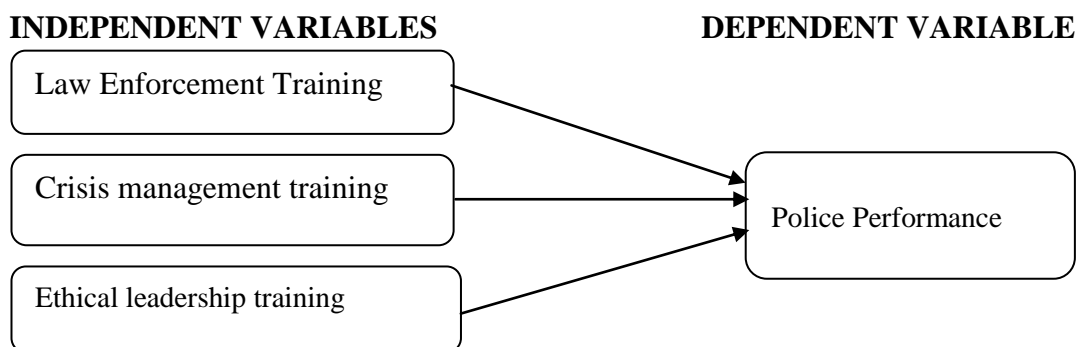 INDEPENDENT VARIABLES
DEPENDENT VARIABLE
Law Enforcement Training
Crisis management training
Ethical leadership training
Police Performance